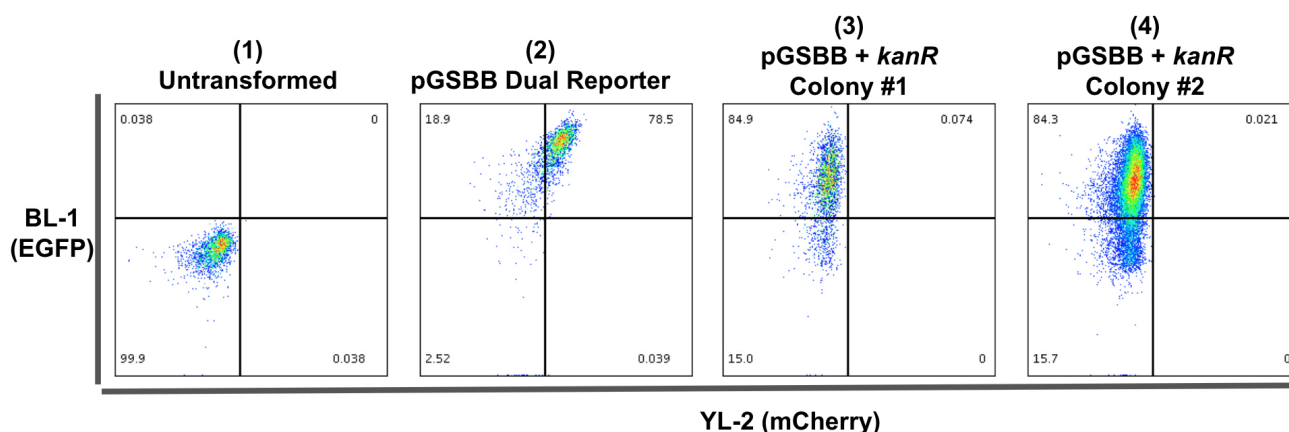 (1)
Untransformed
(2)
pGSBB Dual Reporter
(3)
pGSBB + kanR
Colony #1
(4)
pGSBB + kanR
Colony #2
BL-1
(EGFP)
0.038 0
99.9 0.038
18.9 78.5
2.52 0.039
84.9 0.074
15.0 0
84.3 0.021
15.7 0
YL-2 (mCherry)